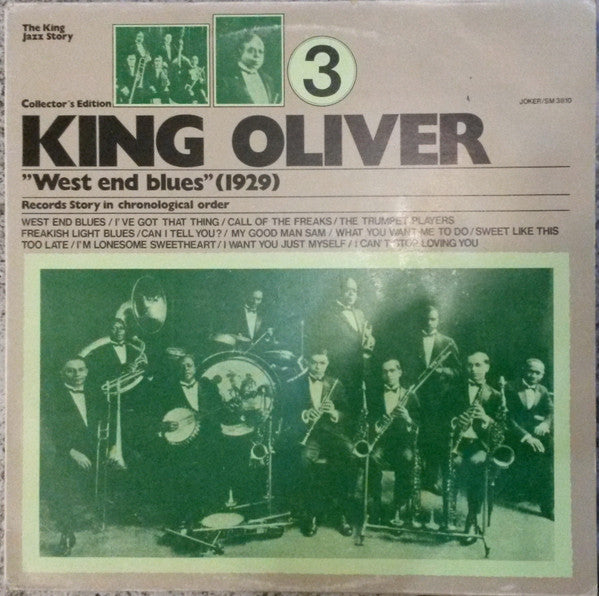 The King
Jazz Story
3
Collector's Edition
JOKER/SM 3810
KING OLIVER
"West end blues" (1929)
Records Story in chronological order
WEST END BLUES / I'VE GOT THAT THING / CALL OF THE FREAKS / THE TRUMPET PLAYERS
FREAKISH LIGHT BLUES / CAN I TELL YOU? / MY GOOD MAN SAM / WHAT YOU WANT ME TO DO / SWEET LIKE THIS
TOO LATE / I'M LONESOME SWEETHEART / I WANT YOU JUST MYSELF / I CAN'T STOP LOVING YOU